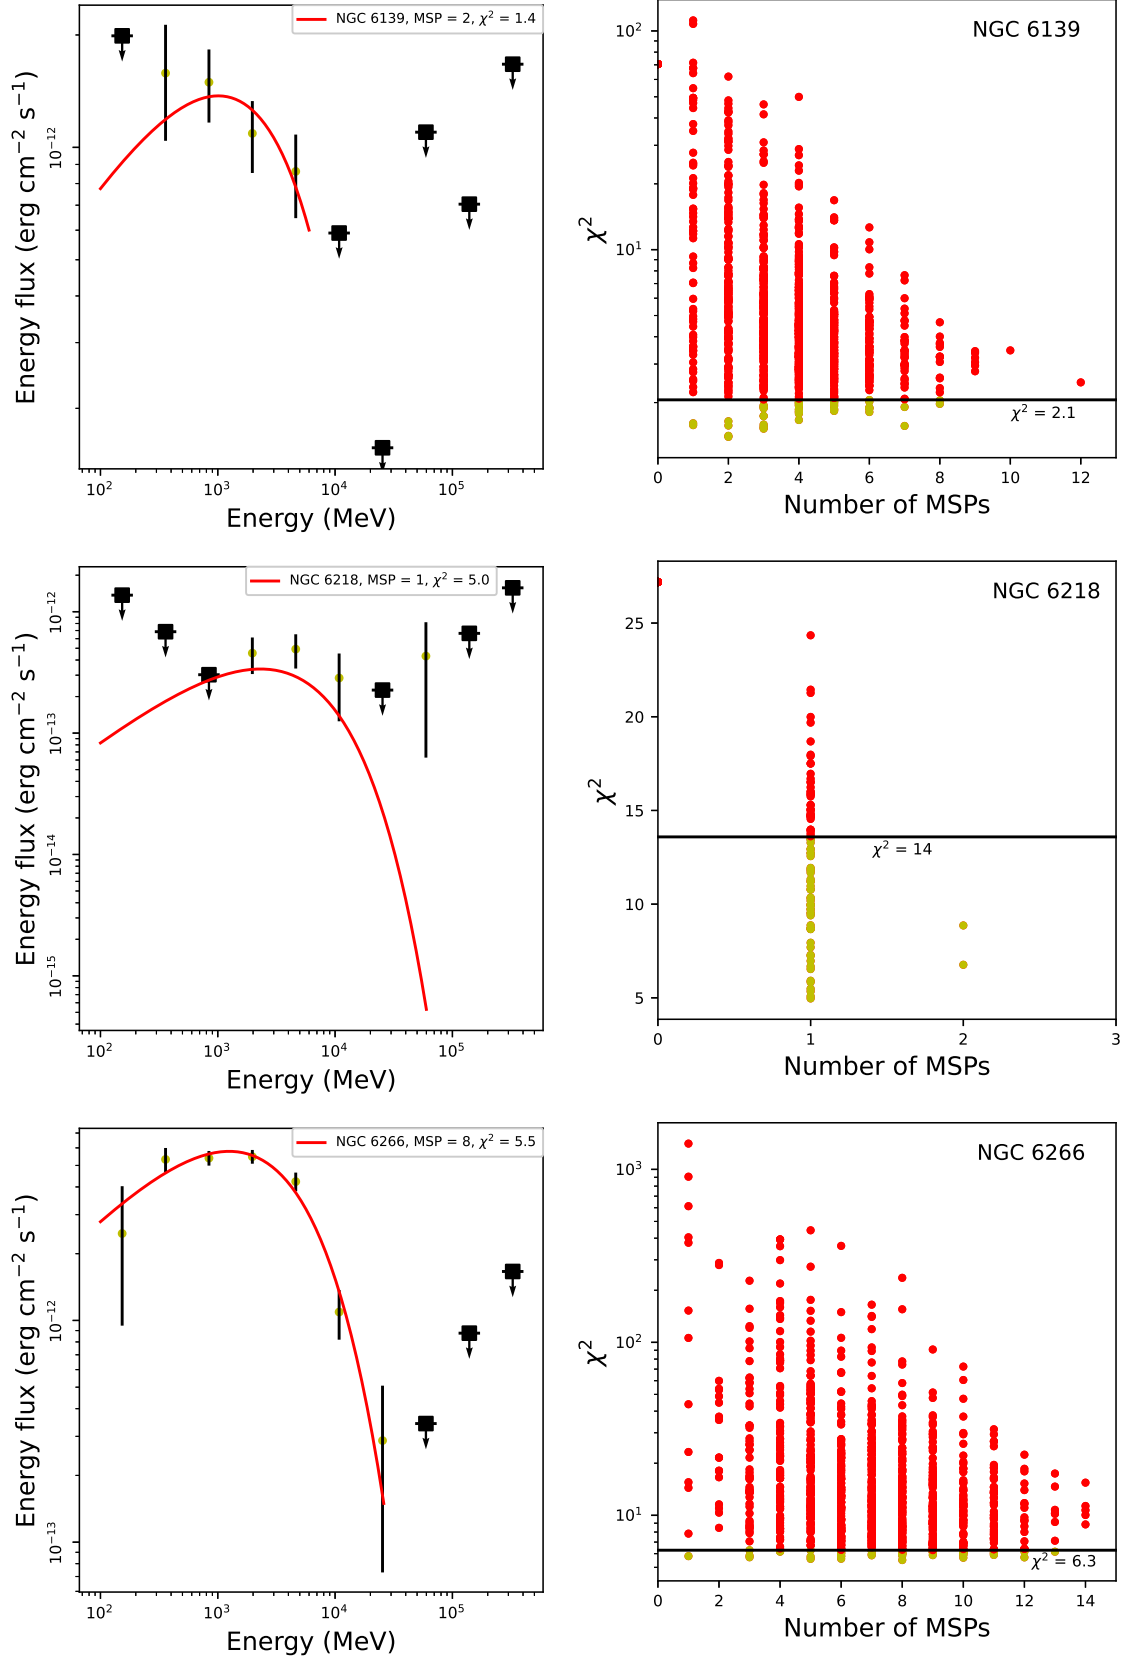 NGC 6139, MSP = 2, χ² = 1.4
Energy flux (erg cm⁻² s⁻¹)
10⁻¹²
10² 10³ 10⁴ 10⁵
Energy (MeV)
NGC 6139
χ²
10²
10¹
χ² = 2.1
0 2 4 6 8 10 12
Number of MSPs
NGC 6218, MSP = 1, χ² = 5.0
Energy flux (erg cm⁻² s⁻¹)
10⁻¹²
10⁻¹³
10⁻¹⁴
10⁻¹⁵
10² 10³ 10⁴ 10⁵
Energy (MeV)
NGC 6218
χ²
25
20
15
10
5
χ² = 14
0 1 2 3
Number of MSPs
NGC 6266, MSP = 8, χ² = 5.5
Energy flux (erg cm⁻² s⁻¹)
10⁻¹²
10⁻¹³
10² 10³ 10⁴ 10⁵
Energy (MeV)
NGC 6266
χ²
10³
10²
10¹
χ² = 6.3
0 2 4 6 8 10 12 14
Number of MSPs